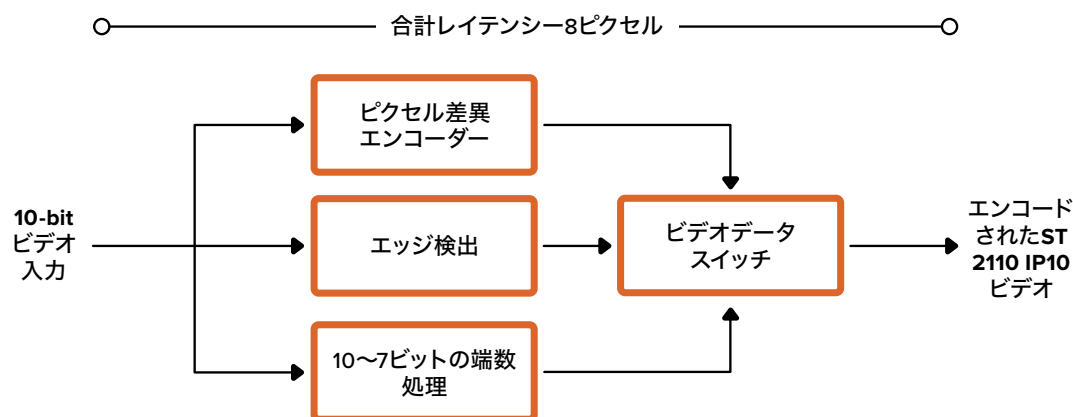 合計レイテンシー8ピクセル
ピクセル差異
エンコーダー
10-bit
ビデオ
入力
エッジ検出
ビデオデータ
スイッチ
エンコード
されたST
2110 IP10
ビデオ
10〜7ビットの端数
処理